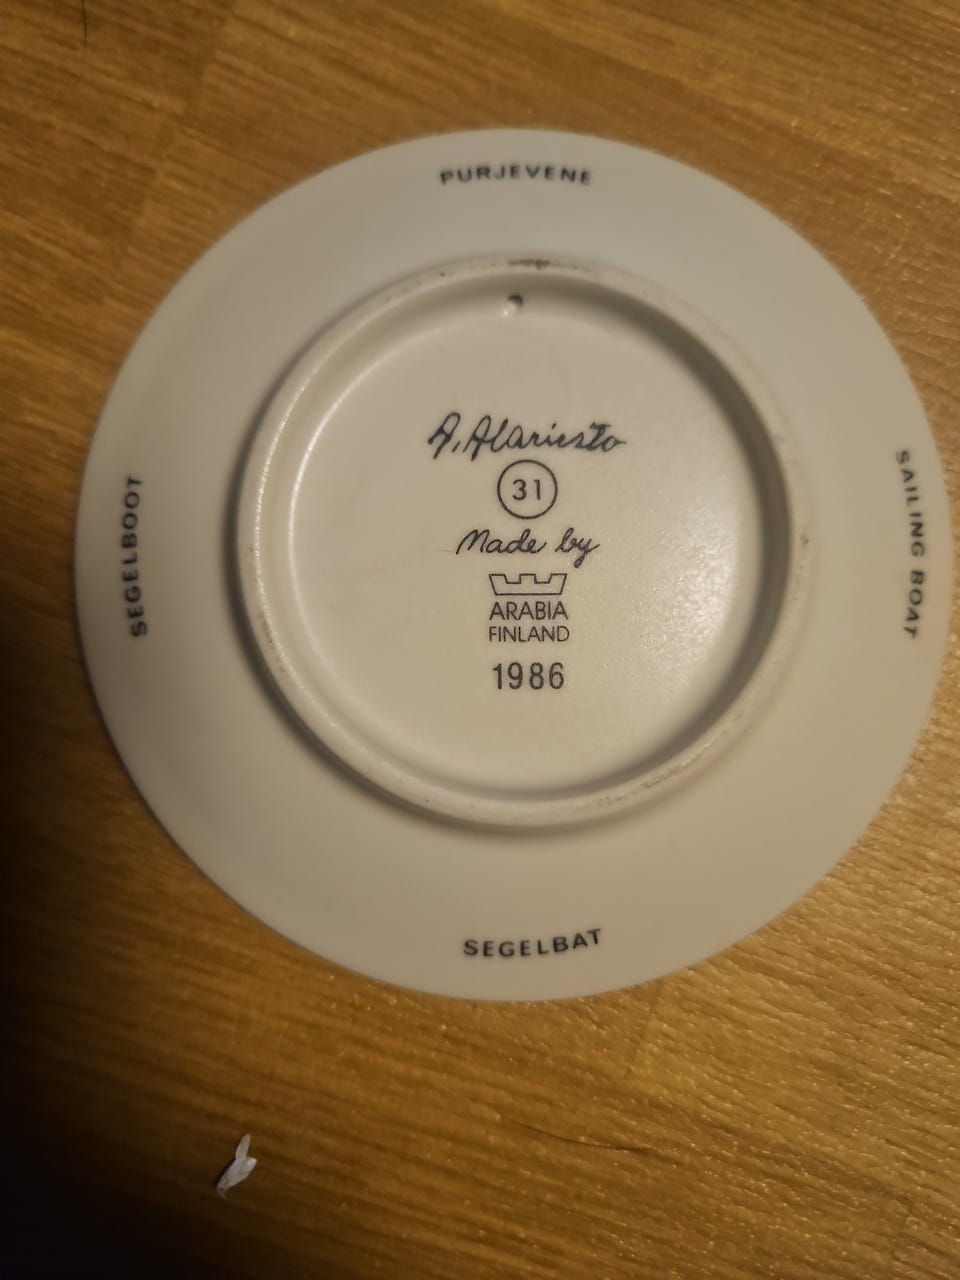 PURJEVENE
A. Alariesto
31
Made by
ARABIA
FINLAND
1986
SEGELBOOT
SAILING BOAT
SEGELBAT